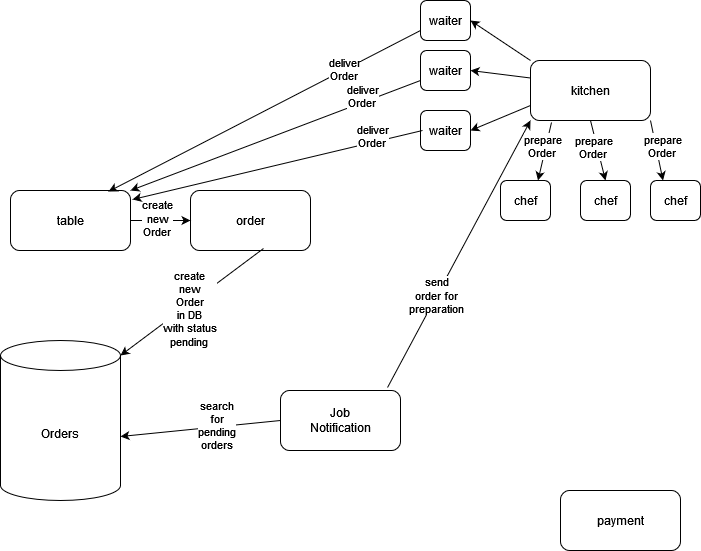 waiter
deliver
Order
waiter
deliver
Order
kitchen
deliver
Order
waiter
prepare
Order
prepare
Order
prepare
Order
chef
chef
chef
table
create
new
Order
order
create
new
Order
in DB
with status
pending
send
order for
preparation
Orders
search
for
pending
orders
Job
Notification
payment